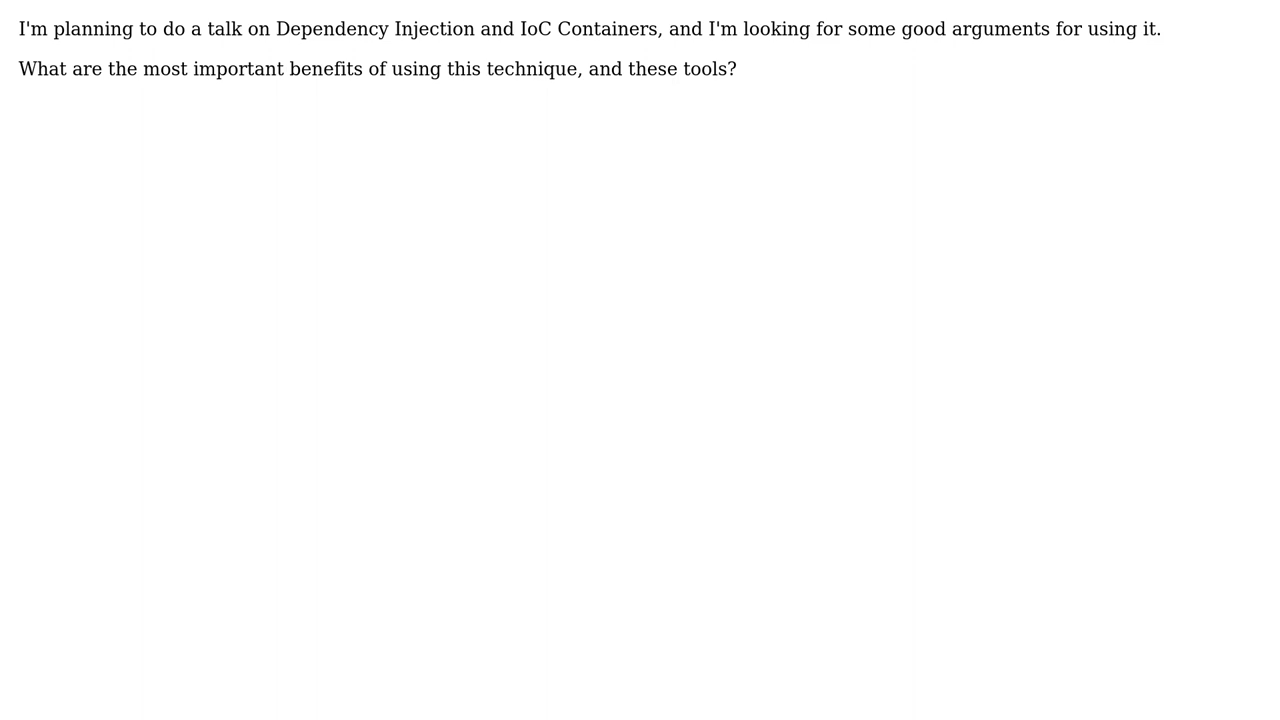 I'm planning to do a talk on Dependency Injection and IoC Containers, and I'm looking for some good arguments for using it.
What are the most important benefits of using this technique, and these tools?